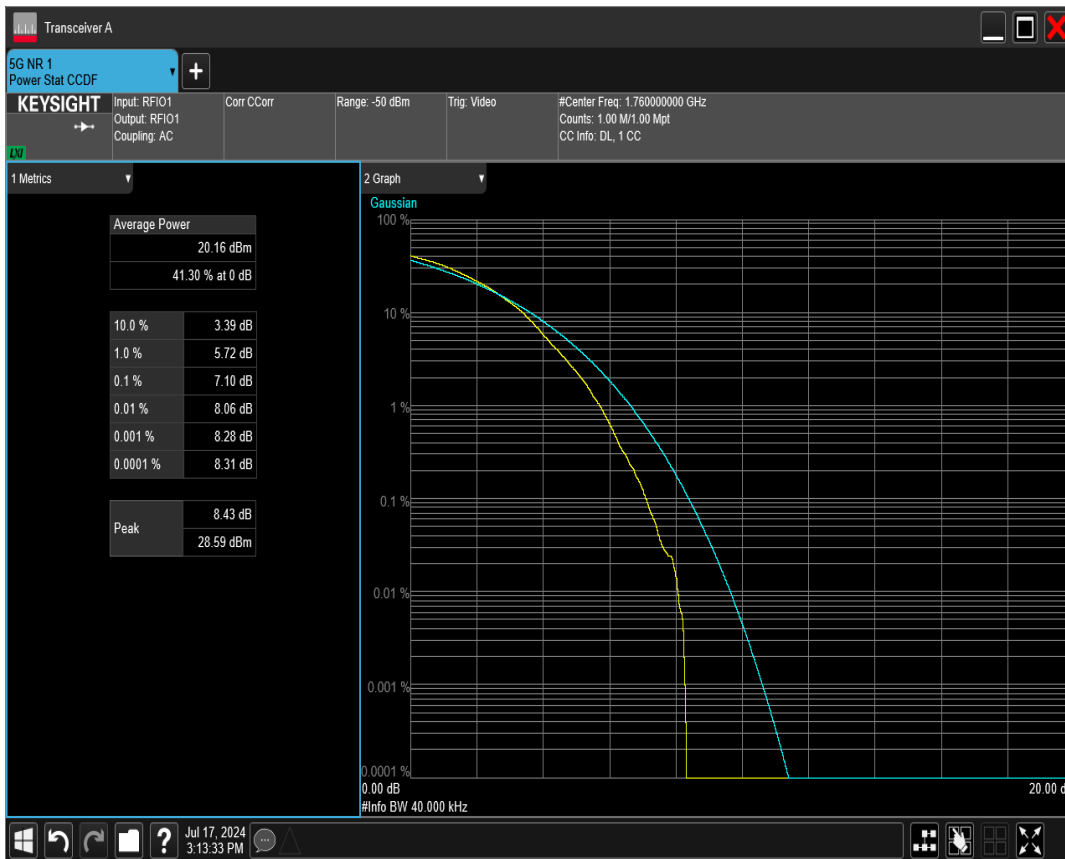 Transceiver A
5G NR 1
Power Stat CCDF
KEYSIGHT
LXI
Input: RFIO1
Output: RFIO1
Coupling: AC
Corr CCorr
Range: -50 dBm
Trig: Video
#Center Freq: 1.760000000 GHz
Counts: 1.00 M/1.00 Mpt
CC Info: DL, 1 CC
1 Metrics
Average Power
20.16 dBm
41.30 % at 0 dB
10.0 % 3.39 dB
1.0 % 5.72 dB
0.1 % 7.10 dB
0.01 % 8.06 dB
0.001 % 8.28 dB
0.0001 % 8.31 dB
Peak 8.43 dB
28.59 dBm
2 Graph
Gaussian
100 %
10 %
1 %
0.1 %
0.01 %
0.001 %
0.0001 %
0.00 dB 20.00 d
#Info BW 40.000 kHz
Jul 17, 2024
3:13:33 PM